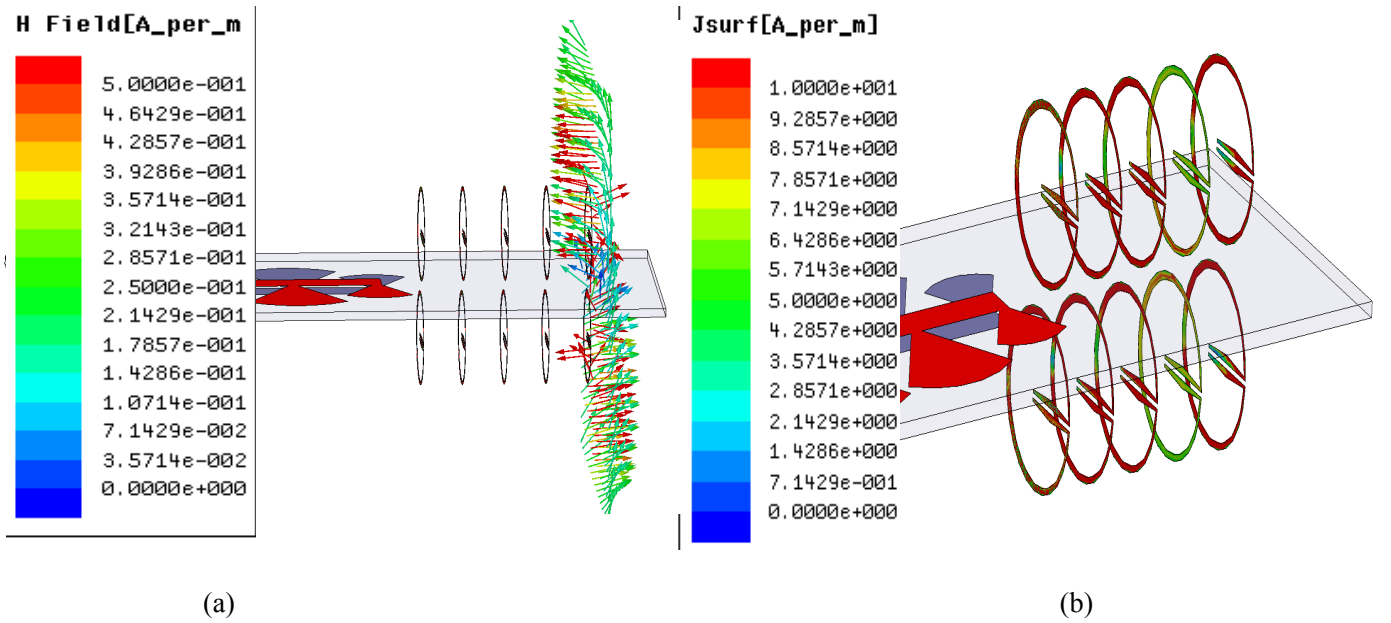 H Field[A_per_m
5.0000e-001
4.6429e-001
4.2857e-001
3.9286e-001
3.5714e-001
3.2143e-001
2.8571e-001
2.5000e-001
2.1429e-001
1.7857e-001
1.4286e-001
1.0714e-001
7.1429e-002
3.5714e-002
0.0000e+000
(a)
Jsurf[A_per_m]
1.0000e+001
9.2857e+000
8.5714e+000
7.8571e+000
7.1429e+000
6.4286e+000
5.7143e+000
5.0000e+000
4.2857e+000
3.5714e+000
2.8571e+000
2.1429e+000
1.4286e+000
7.1429e-001
0.0000e+000
(b)